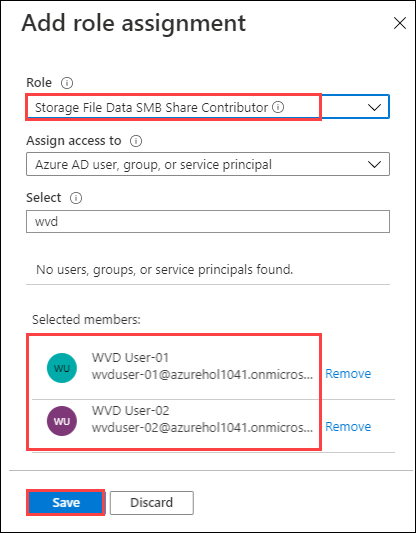 Add role assignment
Role
Storage File Data SMB Share Contributor
Assign access to
Azure AD user, group, or service principal
Select
wvd
No users, groups, or service principals found.
Selected members:
WU
WVD User-01
wvduser-01@azurehol1041.onmicros...
Remove
WU
WVD User-02
wvduser-02@azurehol1041.onmicros...
Remove
Save
Discard